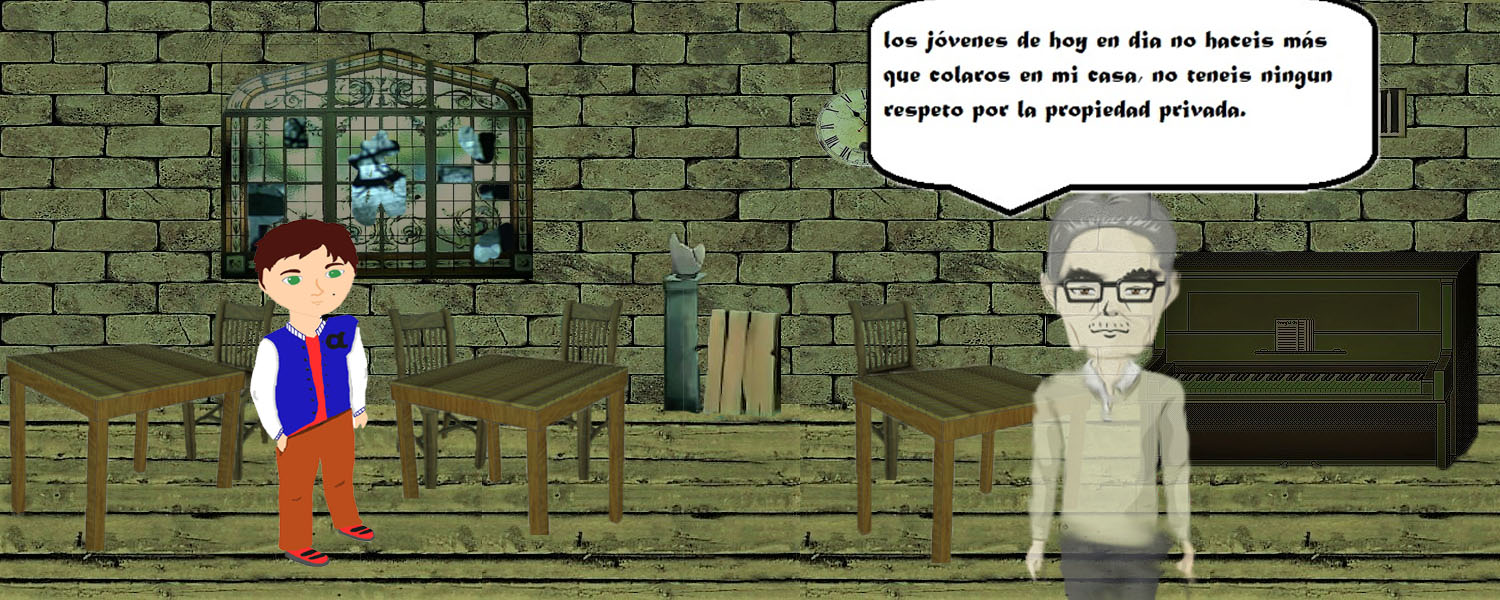 los jóvenes de hoy en dia no haceis más
que colaros en mi casa, no teneis ningun
respeto por la propiedad privada.
α